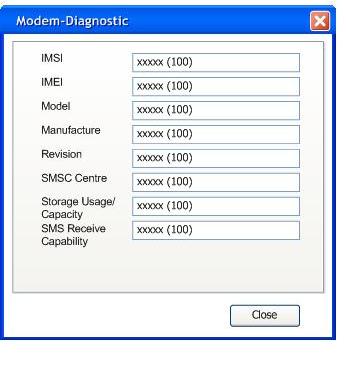 Modem-Diagnostic
IMSI xxxxx (100)
IMEI xxxxx (100)
Model xxxxx (100)
Manufacture xxxxx (100)
Revision xxxxx (100)
SMSC Centre xxxxx (100)
Storage Usage/ xxxxx (100)
Capacity
SMS Receive xxxxx (100)
Capability
Close